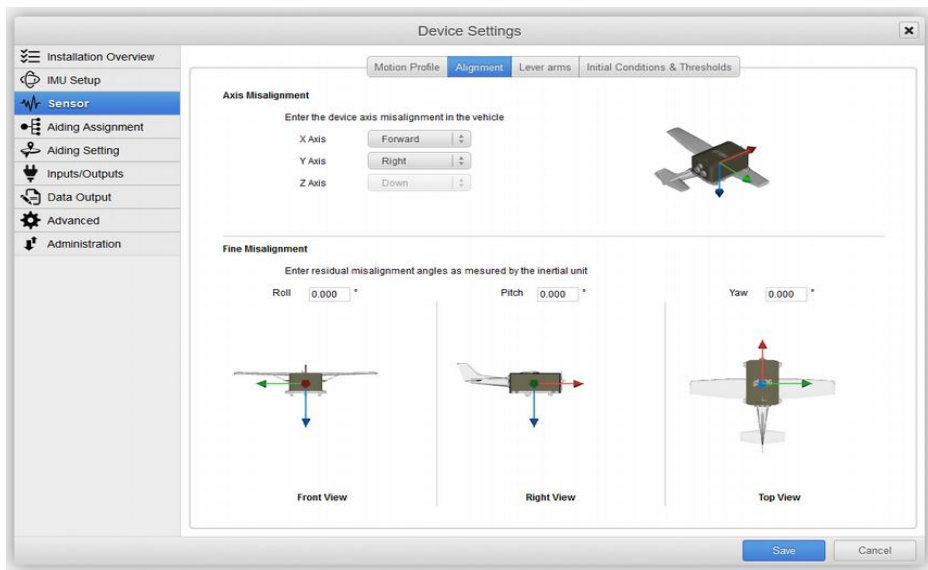 Device Settings
Installation Overview
IMU Setup
Sensor
Aiding Assignment
Aiding Setting
Inputs/Outputs
Data Output
Advanced
Administration
Motion Profile Alignment Lever arms Initial Conditions & Thresholds
Axis Misalignment
Enter the device axis misalignment in the vehicle
X Axis Forward
Y Axis Right
Z Axis Down
Fine Misalignment
Enter residual misalignment angles as mesured by the inertial unit
Roll 0.000 ° Pitch 0.000 ° Yaw 0.000 °
Front View Right View Top View
Save Cancel